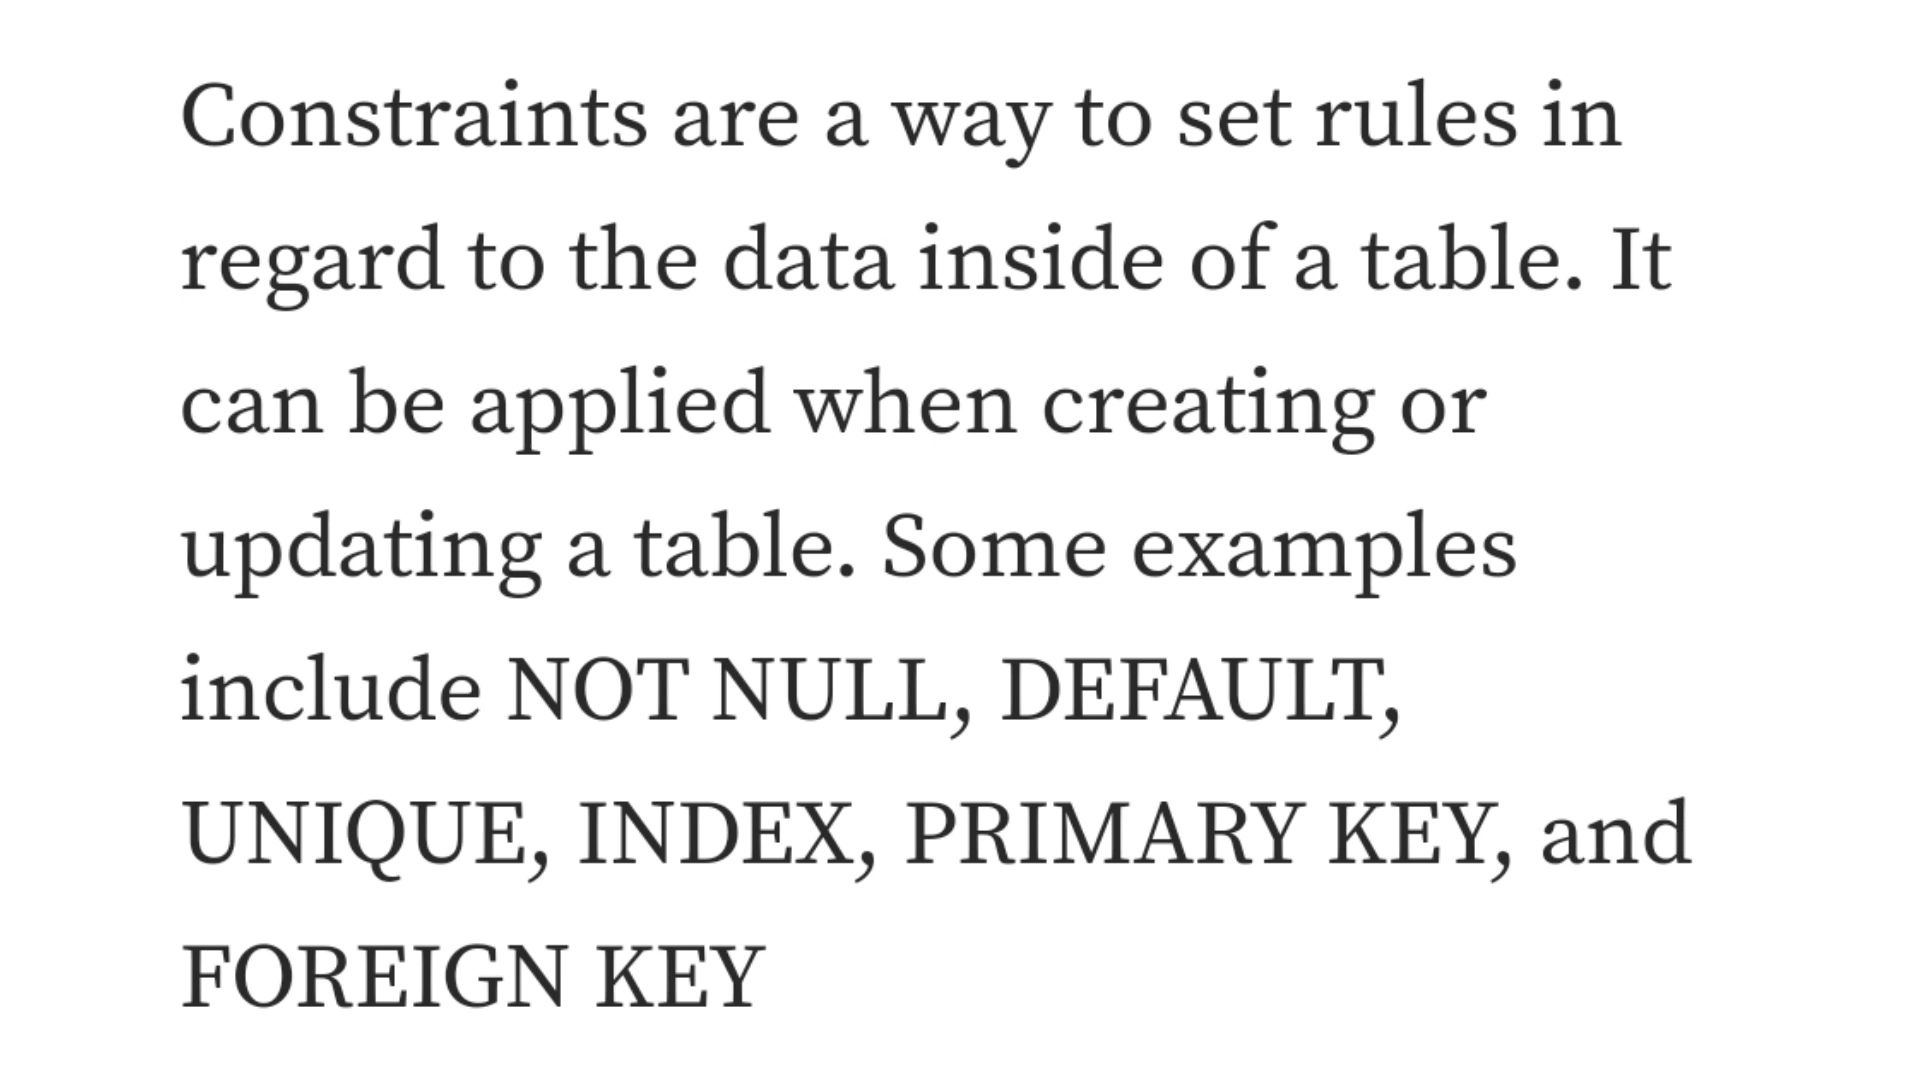 Constraints are a way to set rules in
regard to the data inside of a table. It
can be applied when creating or
updating a table. Some examples
include NOT NULL, DEFAULT,
UNIQUE, INDEX, PRIMARY KEY, and
FOREIGN KEY